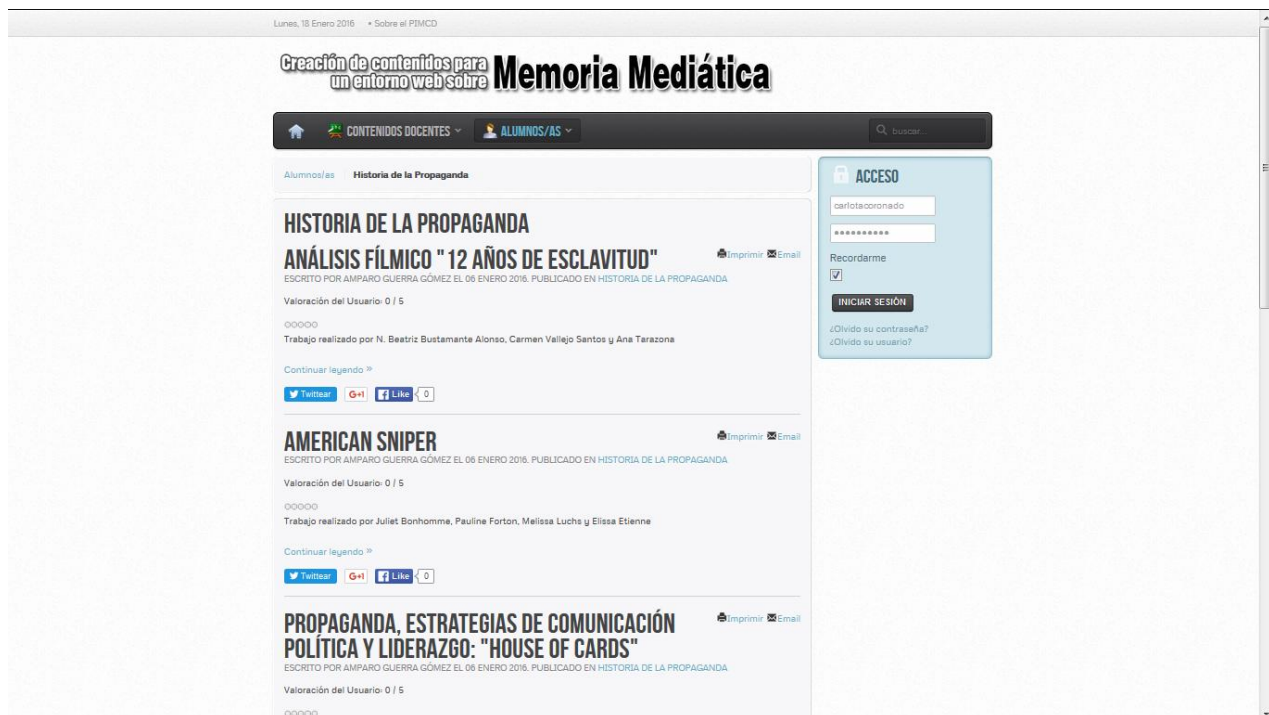 Lunes, 18 Enero 2016 • Sobre el PIMCD
Creación de contenidos para
un entorno web sobre Memoria Mediática
CONTENIDOS DOCENTES ALUMNOS/AS buscar...
Alumnos/as Historia de la Propaganda
HISTORIA DE LA PROPAGANDA
ANÁLISIS FÍLMICO "12 AÑOS DE ESCLAVITUD"
Imprimir Email
ESCRITO POR AMPARO GUERRA GÓMEZ EL 06 ENERO 2016. PUBLICADO EN HISTORIA DE LA PROPAGANDA
Valoración del Usuario: 0 / 5
Trabajo realizado por N. Beatriz Bustamante Alonso, Carmen Vallejo Santos y Ana Tarazona
Continuar leyendo »
Twittear G+1 Like 0
AMERICAN SNIPER
Imprimir Email
ESCRITO POR AMPARO GUERRA GÓMEZ EL 06 ENERO 2016. PUBLICADO EN HISTORIA DE LA PROPAGANDA
Valoración del Usuario: 0 / 5
Trabajo realizado por Juliet Bonhomme, Pauline Forton, Melissa Luchs y Elissa Etienne
Continuar leyendo »
Twittear G+1 Like 0
PROPAGANDA, ESTRATEGIAS DE COMUNICACIÓN
POLÍTICA Y LIDERAZGO: "HOUSE OF CARDS"
Imprimir Email
ESCRITO POR AMPARO GUERRA GÓMEZ EL 06 ENERO 2016. PUBLICADO EN HISTORIA DE LA PROPAGANDA
Valoración del Usuario: 0 / 5
ACCESO
carlotacoronado
Recordarme
INICIAR SESIÓN
¿Olvido su contraseña?
¿Olvido su usuario?